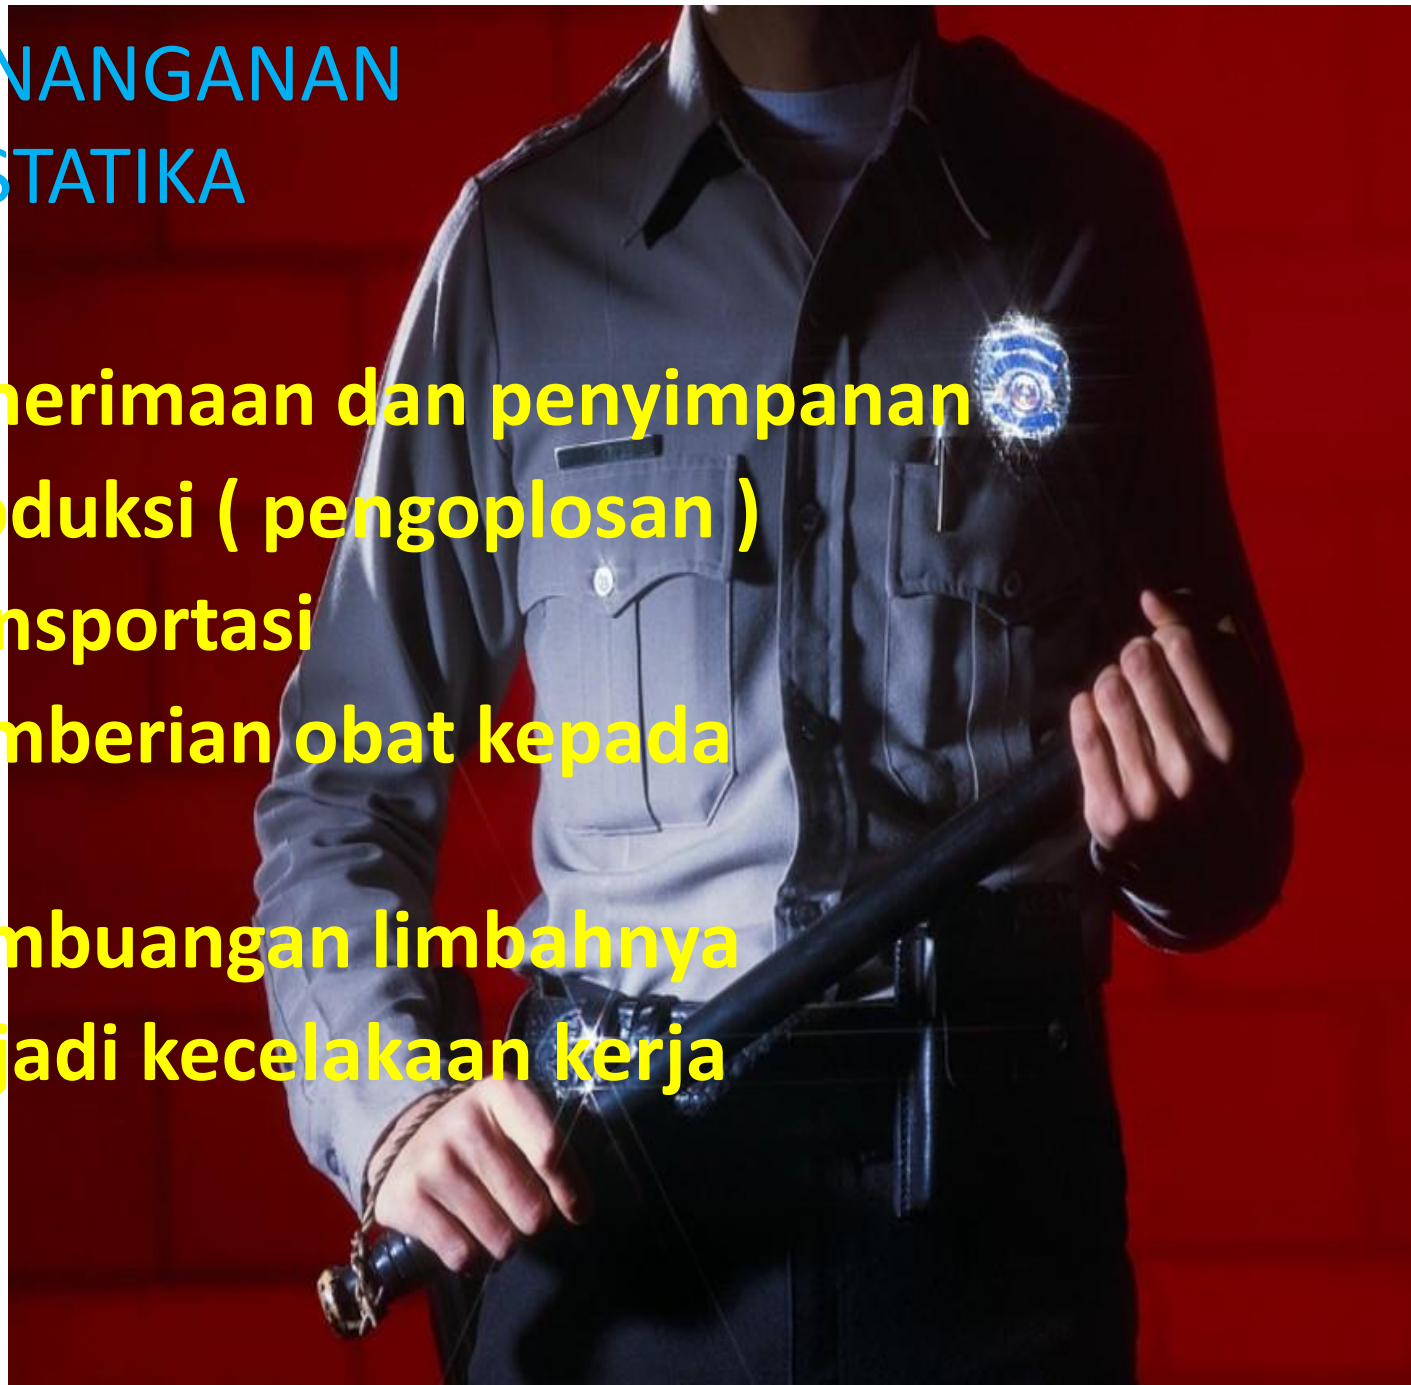 NANGANAN
STATIKA
nerimaan dan penyimpanan
oduksi ( pengoplosan )
nsportasi
mberian obat kepada
mbuangan limbahnya
jadi kecelakaan kerja